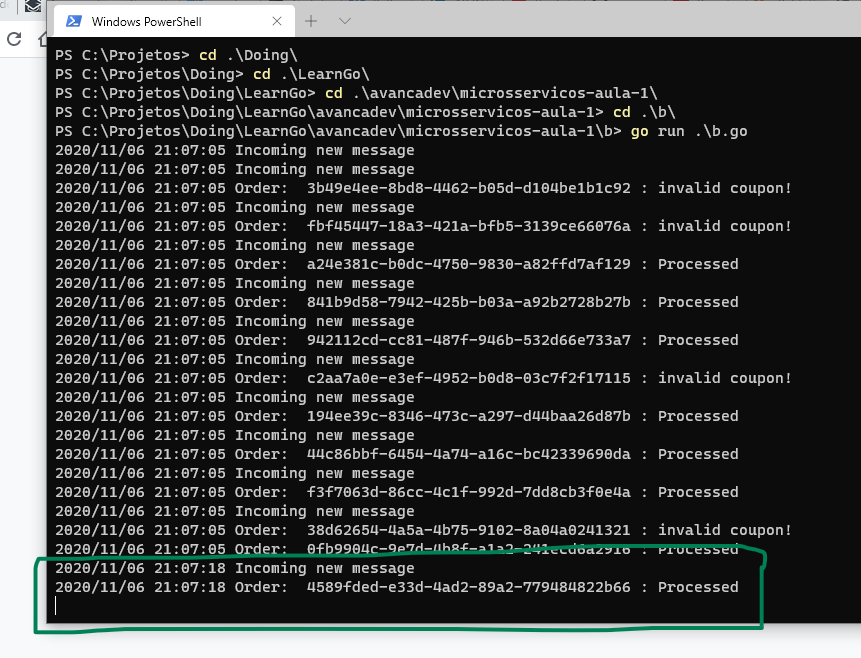 Windows PowerShell
PS C:\Projetos> cd .\Doing\
PS C:\Projetos\Doing> cd .\LearnGo\
PS C:\Projetos\Doing\LearnGo> cd .\avancadev\microsservicos-aula-1\
PS C:\Projetos\Doing\LearnGo\avancadev\microsservicos-aula-1> cd .\b\
PS C:\Projetos\Doing\LearnGo\avancadev\microsservicos-aula-1\b> go run .\b.go
2020/11/06 21:07:05 Incoming new message
2020/11/06 21:07:05 Incoming new message
2020/11/06 21:07:05 Order:  3b49e4ee-8bd8-4462-b05d-d104be1b1c92 : invalid coupon!
2020/11/06 21:07:05 Incoming new message
2020/11/06 21:07:05 Order:  fbf45447-18a3-421a-bfb5-3139ce66076a : invalid coupon!
2020/11/06 21:07:05 Incoming new message
2020/11/06 21:07:05 Order:  a24e381c-b0dc-4750-9830-a82ffd7af129 : Processed
2020/11/06 21:07:05 Incoming new message
2020/11/06 21:07:05 Order:  841b9d58-7942-425b-b03a-a92b2728b27b : Processed
2020/11/06 21:07:05 Incoming new message
2020/11/06 21:07:05 Order:  942112cd-cc81-487f-946b-532d66e733a7 : Processed
2020/11/06 21:07:05 Incoming new message
2020/11/06 21:07:05 Order:  c2aa7a0e-e3ef-4952-b0d8-03c7f2f17115 : invalid coupon!
2020/11/06 21:07:05 Incoming new message
2020/11/06 21:07:05 Order:  194ee39c-8346-473c-a297-d44baa26d87b : Processed
2020/11/06 21:07:05 Incoming new message
2020/11/06 21:07:05 Order:  44c86bbf-6454-4a74-a16c-bc42339690da : Processed
2020/11/06 21:07:05 Incoming new message
2020/11/06 21:07:05 Order:  f3f7063d-86cc-4c1f-992d-7dd8cb3f0e4a : Processed
2020/11/06 21:07:05 Incoming new message
2020/11/06 21:07:05 Order:  38d62654-4a5a-4b75-9102-8a04a0241321 : invalid coupon!
2020/11/06 21:07:05 Order: : Processed
2020/11/06 21:07:18 Incoming new message
2020/11/06 21:07:18 Order:  4589fded-e33d-4ad2-89a2-779484822b66 : Processed